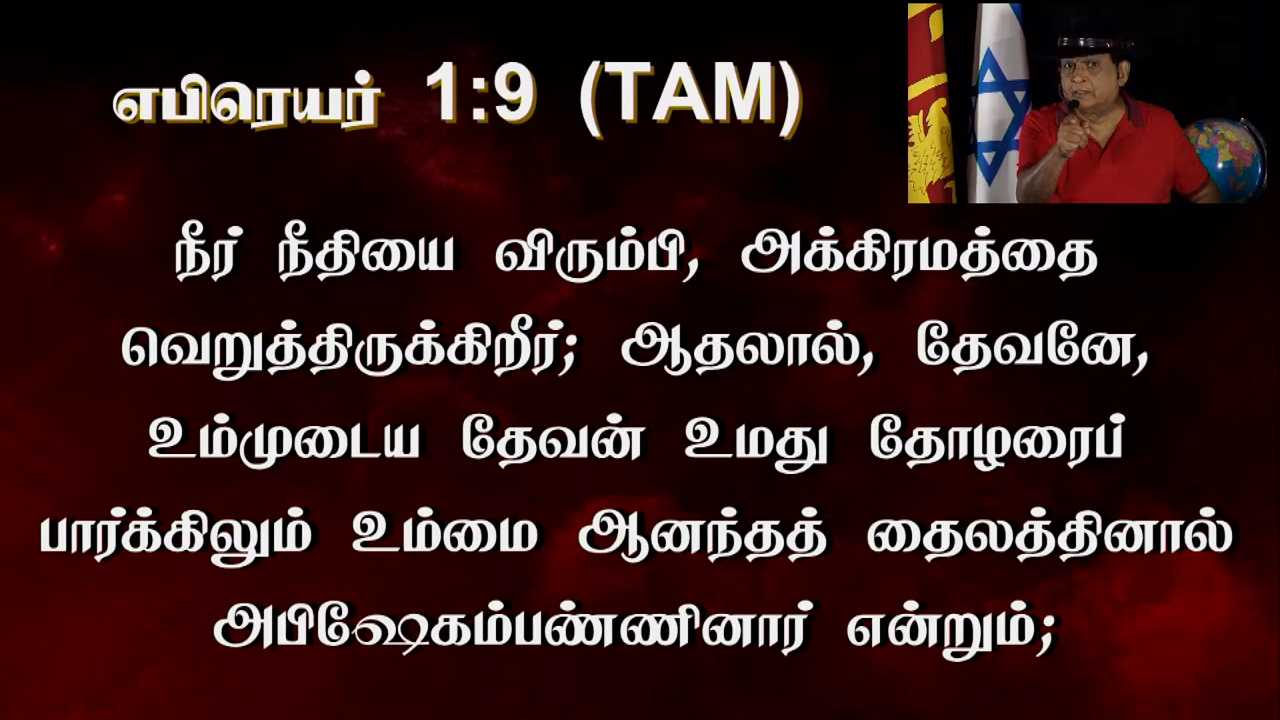 எபிரெயர் 1:9 (TAM)
நீர் நீதியை விரும்பி, அக்கிரமத்தை
வெறுத்திருக்கிறீர்; ஆதலால், தேவனே,
உம்முடைய தேவன் உமது தோழரைப்
பார்க்கிலும் உம்மை ஆனந்தத் தைலத்தினால்
அபிஷேகம்பண்ணினார் என்றும்;